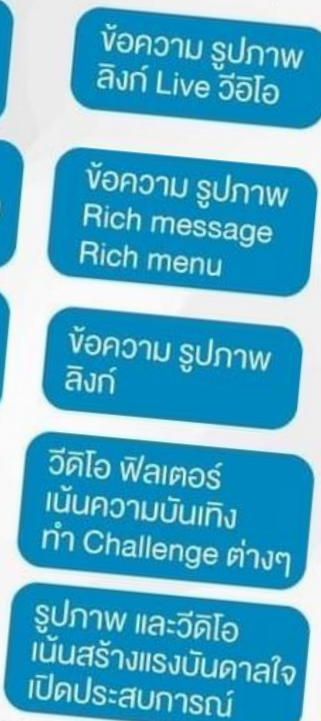 ข้อความ รูปภาพ
ลิงก์ Live วีอิโอ
ข้อความ รูปภาพ
Rich message
Rich menu
ข้อความ รูปภาพ
ลิงก์
วีดิโอ ฟิลเตอร์
เน้นความบันเทิง
ทำ Challenge ต่างๆ
รูปภาพ และวีดิโอ
เน้นสร้างแรงบันดาลใจ
เปิดประสบการณ์